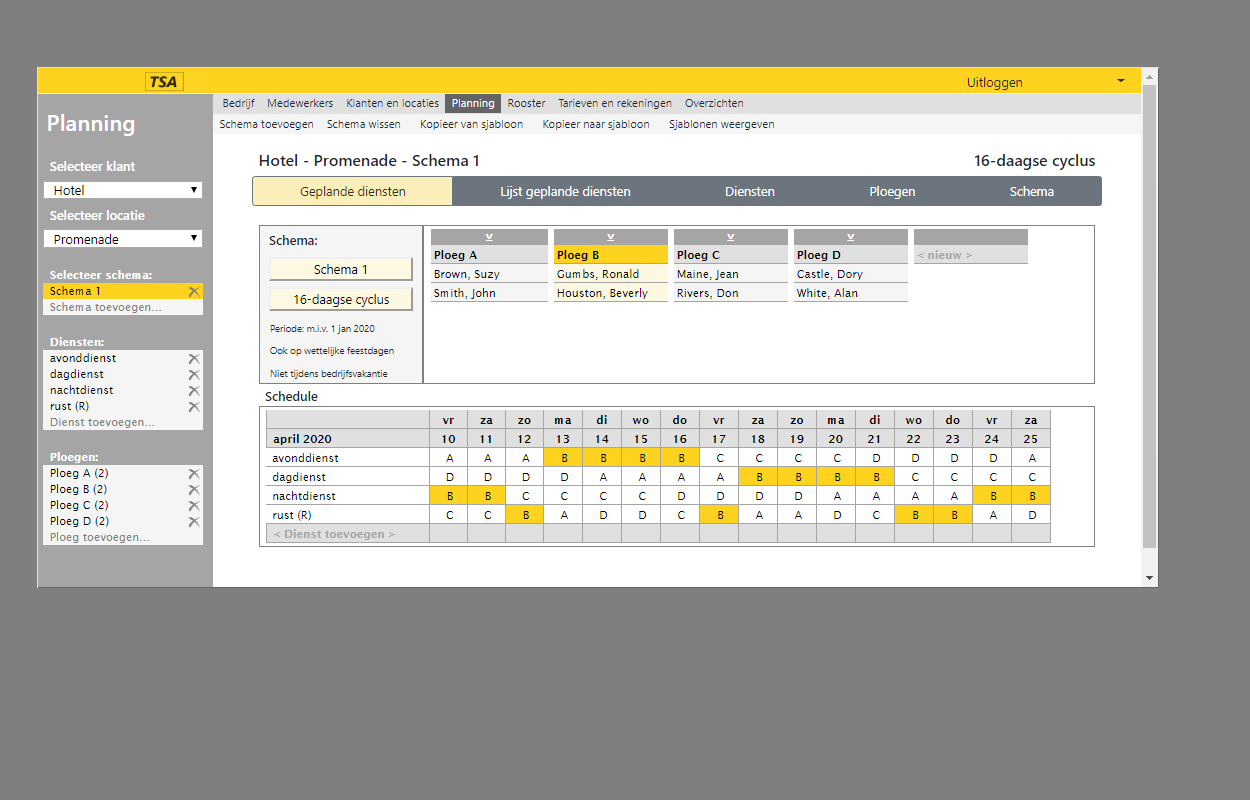 TSA Uitloggen
Bedrijf Medewerkers Klanten en locaties Planning Rooster Tarieven en rekeningen Overzichten
Schema toevoegen Schema wissen Kopieer van sjabloon Kopieer naar sjabloon Sjablonen weergeven
Planning
Selecteer klant
Hotel
Selecteer locatie
Promenade
Selecteer schema:
Schema 1
Schema toevoegen...
Diensten:
avonddienst
dagdienst
nachtdienst
rust (R)
Dienst toevoegen...
Ploegen:
Ploeg A (2)
Ploeg B (2)
Ploeg C (2)
Ploeg D (2)
Ploeg toevoegen...
Hotel - Promenade - Schema 1 16-daagse cyclus
Geplande diensten Lijst geplande diensten Diensten Ploegen Schema
Schema:
Schema 1
16-daagse cyclus
Periode: m.i.v. 1 jan 2020
Ook op wettelijke feestdagen
Niet tijdens bedrijfsvakantie
v v v v
Ploeg A Ploeg B Ploeg C Ploeg D < nieuw >
Brown, Suzy Gumbs, Ronald Maine, Jean Castle, Dory
Smith, John Houston, Beverly Rivers, Don White, Alan
Schedule
vr za zo ma di wo do vr za zo ma di wo do vr za
april 2020 10 11 12 13 14 15 16 17 18 19 20 21 22 23 24 25
avonddienst A A A B B B B C C C C D D D D A
dagdienst D D D D A A A A B B B B C C C C
nachtdienst B B C C C C D D D D A A A A B B
rust (R) C C B A D D C B A A D C B B A D
< Dienst toevoegen >